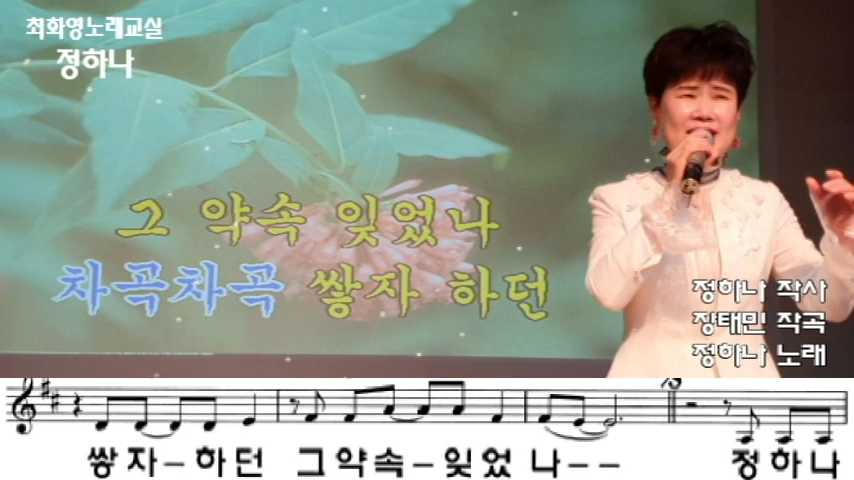 최화영노래교실
정하나
그 약속 잊었나
차곡차곡 쌓자 하던
정하나 작사
장태민 작곡
정하나 노래
쌓자-하던 그약속-잊었 나-- 정하나